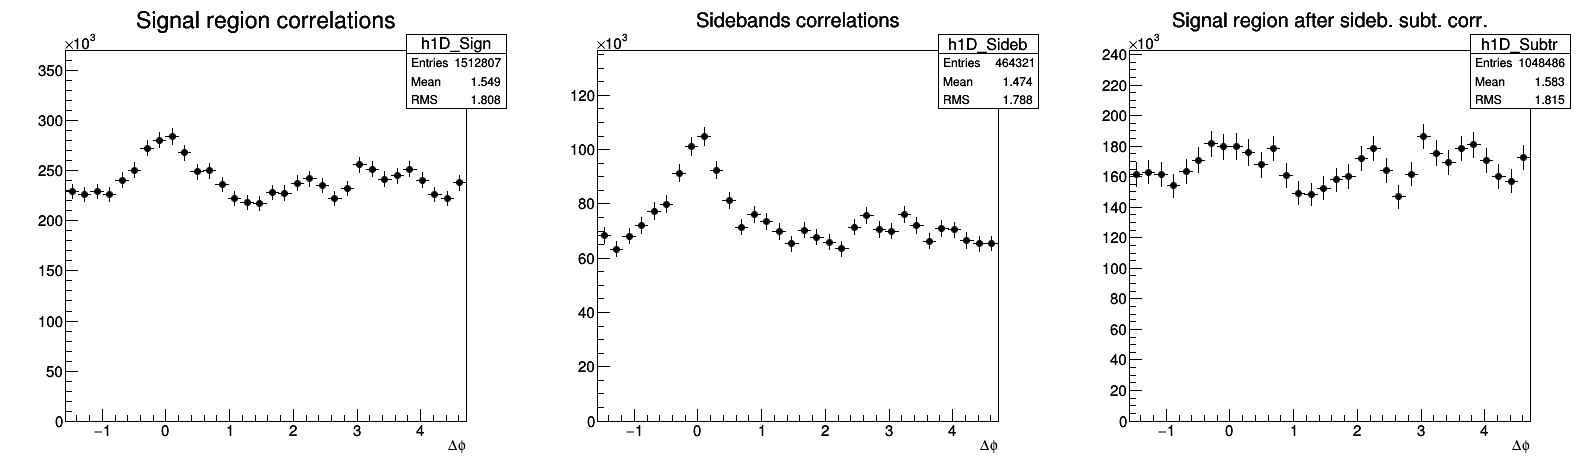 Signal region correlations
×10³
h1D_Sign
Entries 1512807
Mean 1.549
RMS 1.808
350
300
250
200
150
100
50
0
−1 0 1 2 3 4
Δϕ
Sidebands correlations
×10³
h1D_Sideb
Entries 464321
Mean 1.474
RMS 1.788
120
100
80
60
40
20
0
−1 0 1 2 3 4
Δϕ
Signal region after sideb. subt. corr.
×10³
h1D_Subtr
Entries 1048486
Mean 1.583
RMS 1.815
240
220
200
180
160
140
120
100
80
60
40
20
0
−1 0 1 2 3 4
Δϕ